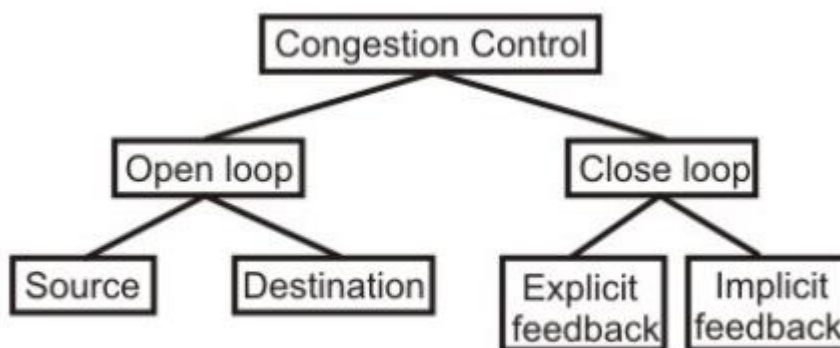 Congestion Control
Open loop
Close loop
Source
Destination
Explicit
feedback
Implicit
feedback